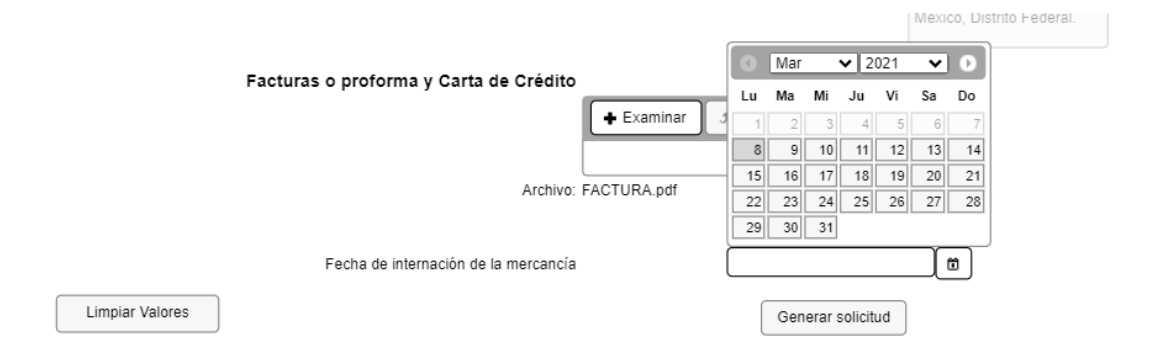 Mexico, Distrito Federal.
Mar 2021
Facturas o proforma y Carta de Crédito
Lu Ma Mi Ju Vi Sa Do
Examinar
1 2 3 4 5 6 7
8 9 10 11 12 13 14
15 16 17 18 19 20 21
Archivo: FACTURA.pdf
22 23 24 25 26 27 28
29 30 31
Fecha de internación de la mercancía
Limpiar Valores
Generar solicitud